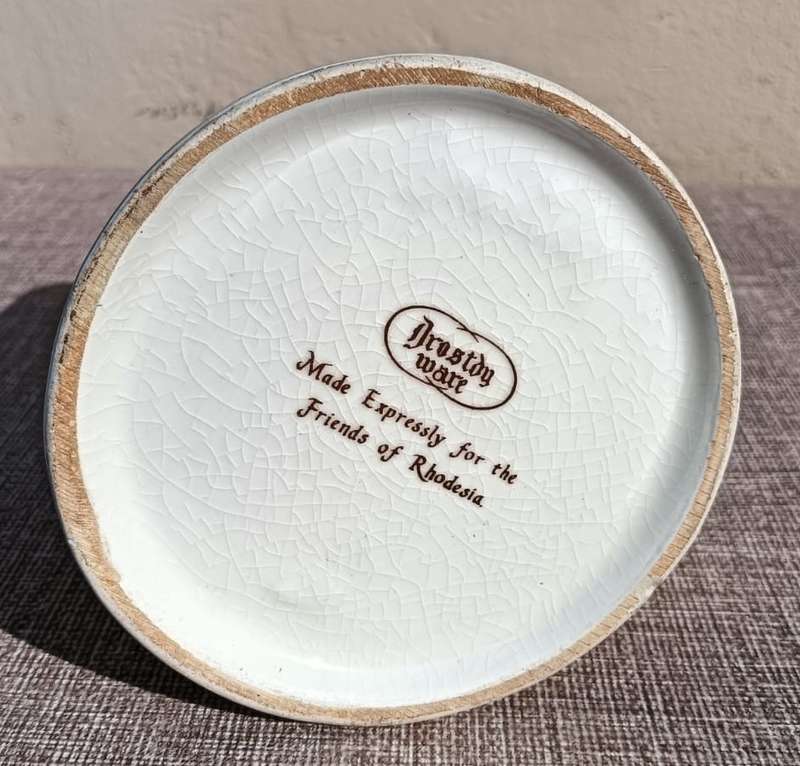 Drostdy
ware
Made Expressly for the
Friends of Rhodesia.